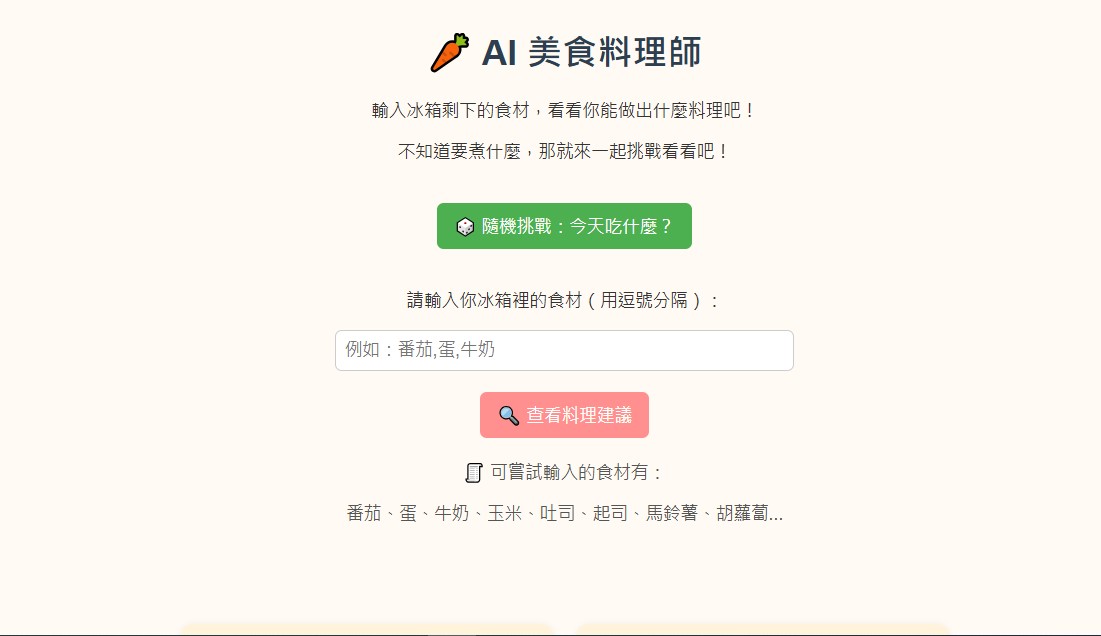 AI 美食料理師
輸入冰箱剩下的食材，看看你能做出什麼料理吧！
不知道要煮什麼，那就來一起挑戰看看吧！
隨機挑戰：今天吃什麼？
請輸入你冰箱裡的食材（用逗號分隔）：
例如：番茄,蛋,牛奶
查看料理建議
可嘗試輸入的食材有：
番茄、蛋、牛奶、玉米、吐司、起司、馬鈴薯、胡蘿蔔...